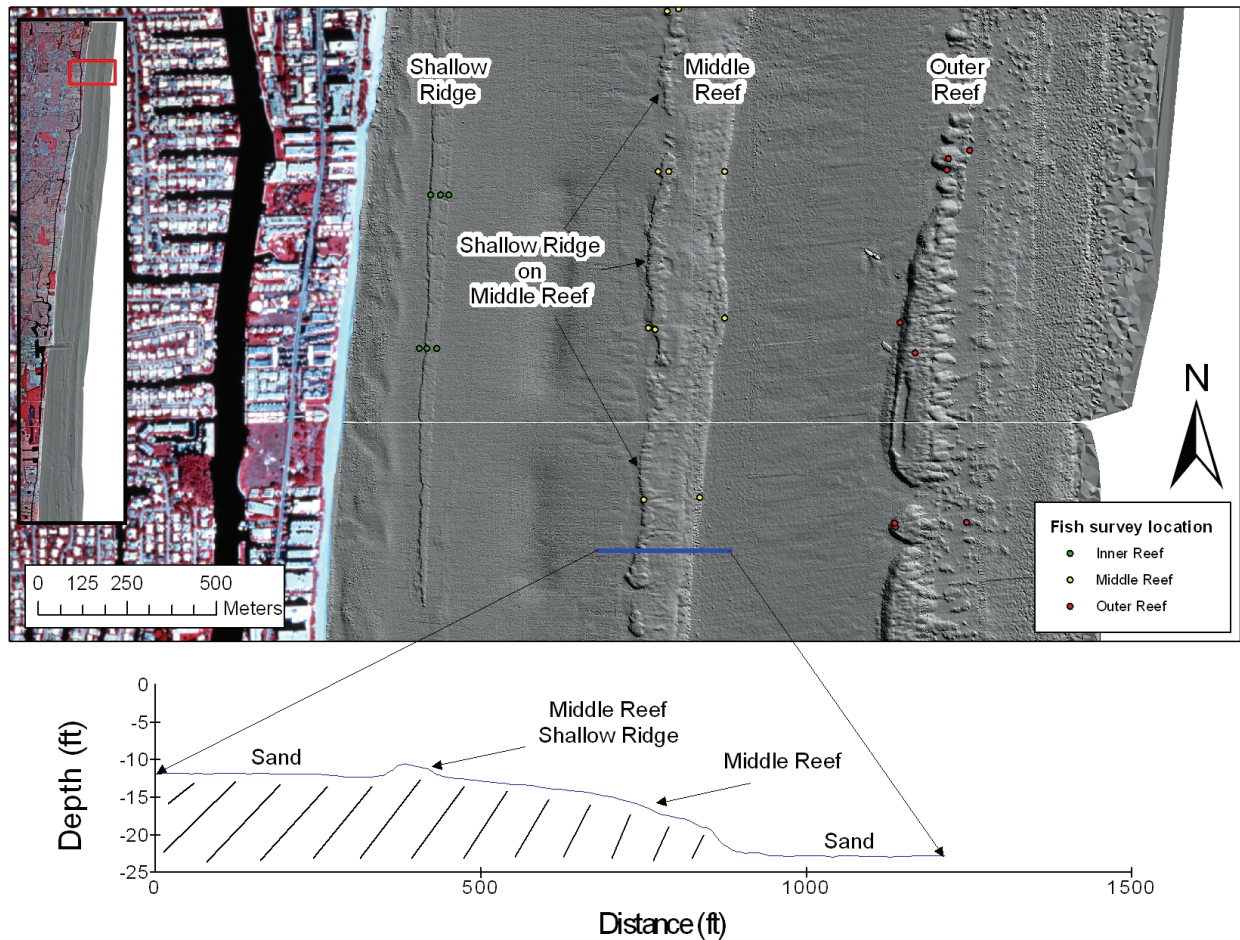 Shallow
Ridge
Middle
Reef
Outer
Reef
Shallow Ridge
on
Middle Reef
N
Fish survey location
Inner Reef
Middle Reef
Outer Reef
0 125 250 500
Meters
0
-5
-10
-15
-20
-25
Depth (ft)
Sand
Middle Reef
Shallow Ridge
Middle Reef
Sand
0 500 1000 1500
Distance (ft)